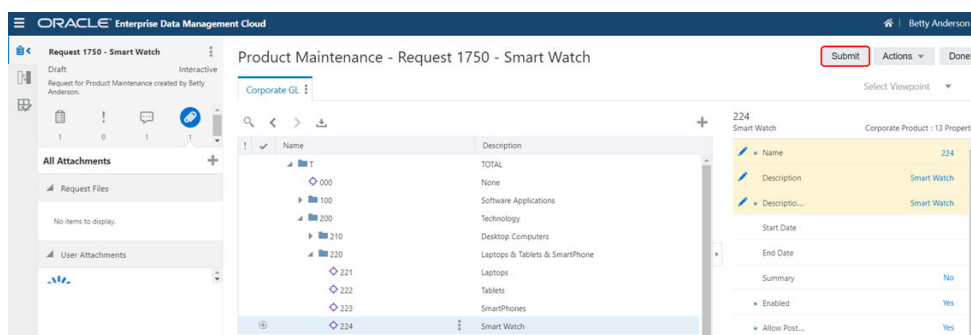 ORACLE® Enterprise Data Management Cloud
Betty Anderson
Request 1750 - Smart Watch
Draft
Interactive
Request for Product Maintenance created by Betty
Anderson.
1
0
1
1
All Attachments
Request Files
No items to display.
User Attachments
Product Maintenance - Request 1750 - Smart Watch
Submit
Actions
Done
Corporate GL
Select Viewpoint
! Name Description
T TOTAL
000 None
100 Software Applications
200 Technology
210 Desktop Computers
220 Laptops & Tablets & SmartPhone
221 Laptops
222 Tablets
223 SmartPhones
224 Smart Watch
224
Smart Watch
Corporate Product : 13 Propert
Name 224
Description Smart Watch
Descriptio... Smart Watch
Start Date
End Date
Summary No
Enabled Yes
Allow Post... Yes